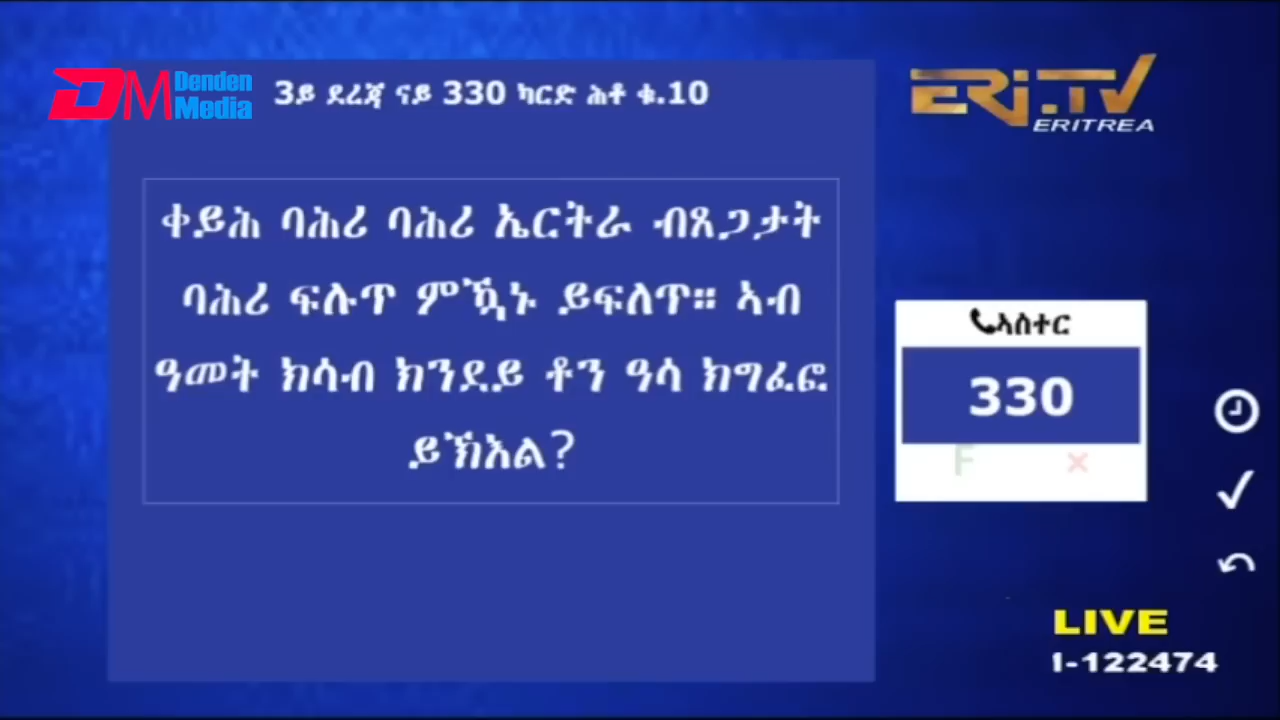 DM Denden Media
3ይ ደረጃ ናይ 330 ካርድ ሕቶ ቁ.10
ERi.TV
ERITREA
ቀይሕ ባሕሪ ባሕሪ ኤርትራ ብጸጋታት
ባሕሪ ፍሉጥ ምዃኑ ይፍለጥ። ኣብ
ዓመት ክሳብ ክንደይ ቶን ዓሳ ክግፈፎ
ይኽእል?
ኣስተር
330
F ×
LIVE
I-122474